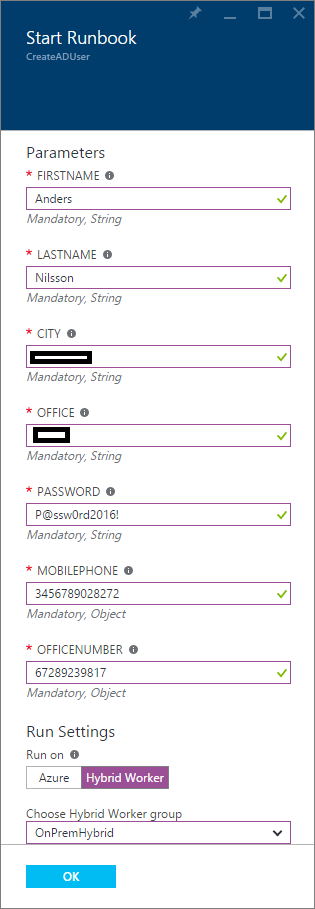 Start Runbook
CreateADUser
Parameters
* FIRSTNAME
Anders
Mandatory, String
* LASTNAME
Nilsson
Mandatory, String
* CITY
Mandatory, String
* OFFICE
Mandatory, String
* PASSWORD
P@ssw0rd2016!
Mandatory, String
* MOBILEPHONE
3456789028272
Mandatory, Object
* OFFICENUMBER
67289239817
Mandatory, Object
Run Settings
Run on
Azure Hybrid Worker
Choose Hybrid Worker group
OnPremHybrid
OK